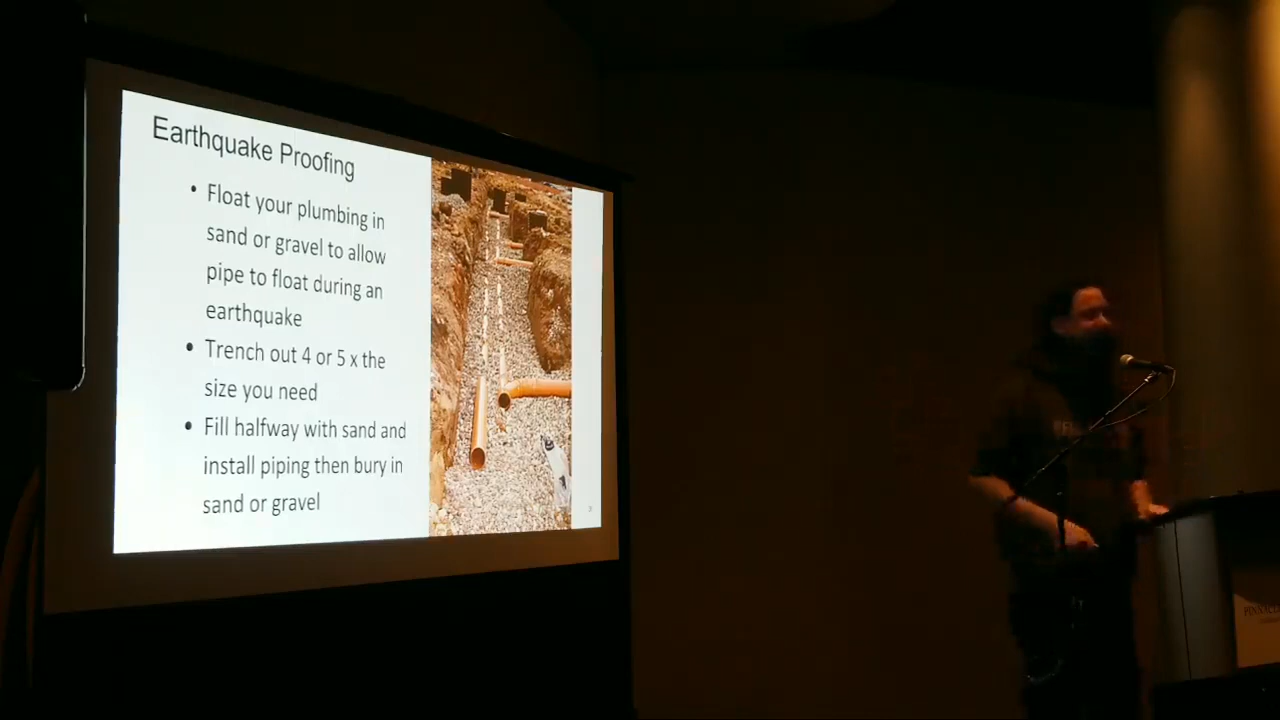 Earthquake Proofing
• Float your plumbing in
sand or gravel to allow
pipe to float during an
earthquake
• Trench out 4 or 5 x the
size you need
• Fill halfway with sand and
install piping then bury in
sand or gravel